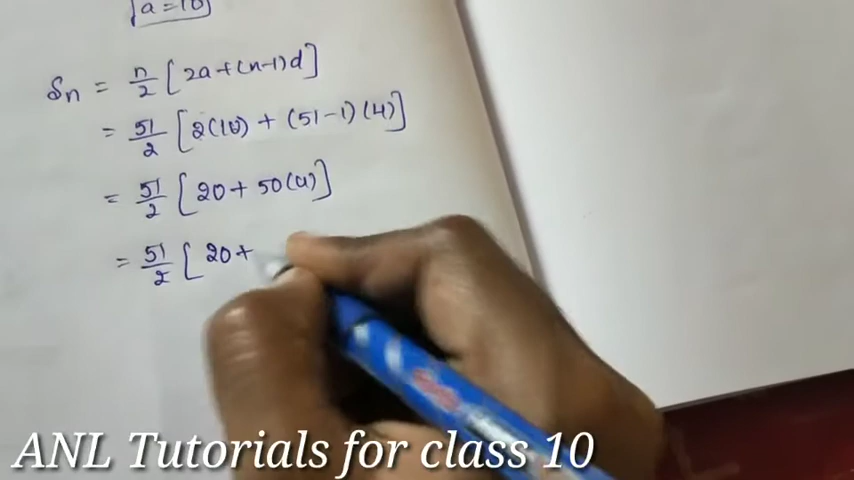 a = 10
Sn = n/2 [2a+(n-1)d]
= 51/2 [2(10) + (51-1)(4)]
= 51/2 [20+ 50(4)]
= 51/2 [20+
ANL Tutorials for class 10